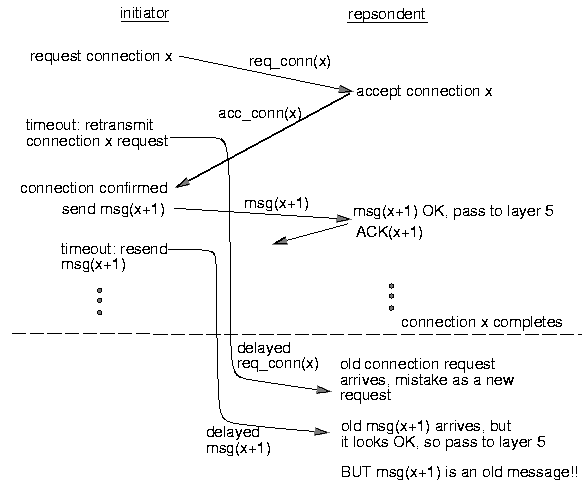 initiator
repsondent
request connection x
req_conn(x)
accept connection x
acc_conn(x)
timeout: retransmit
connection x request
connection confirmed
send msg(x+1)
msg(x+1)
msg(x+1) OK, pass to layer 5
ACK(x+1)
timeout: resend
msg(x+1)
connection x completes
delayed
req_conn(x)
old connection request
arrives, mistake as a new
request
delayed
msg(x+1)
old msg(x+1) arrives, but
it looks OK, so pass to layer 5
BUT msg(x+1) is an old message!!